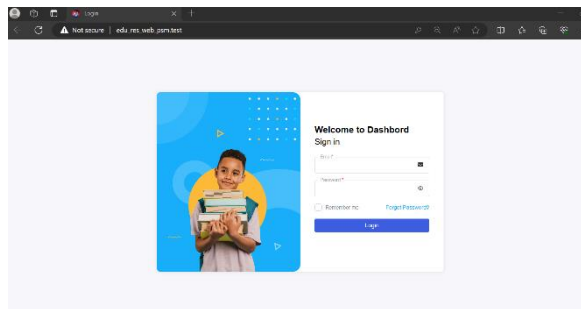 Login
Not secure | edu_res_web_psm.test
Welcome to Dashbord
Sign in
Email*
Password*
Remember me
Forgot Password?
Login